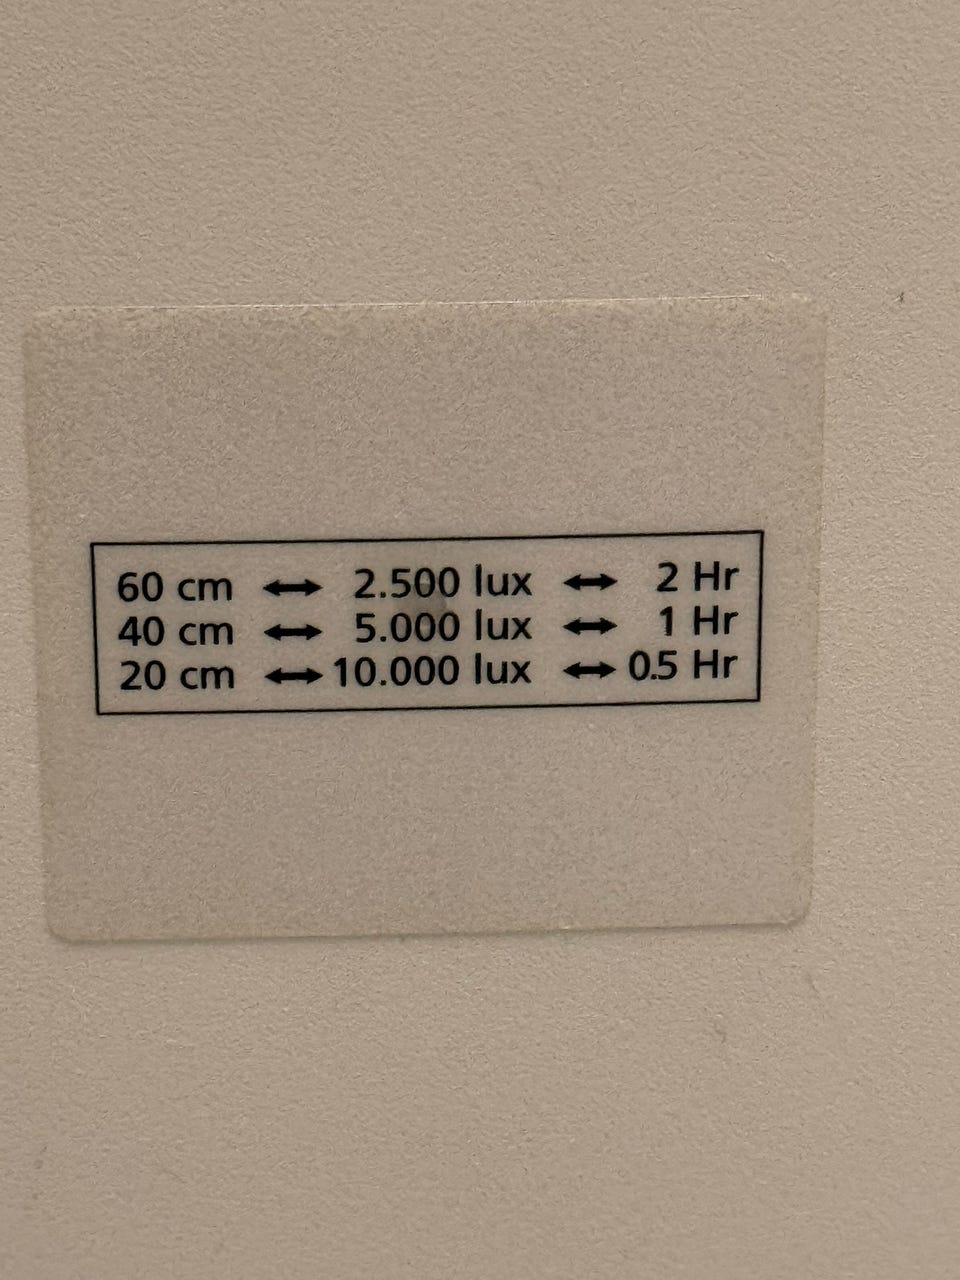 60 cm ↔ 2.500 lux ↔ 2 Hr
40 cm ↔ 5.000 lux ↔ 1 Hr
20 cm ↔ 10.000 lux ↔ 0.5 Hr